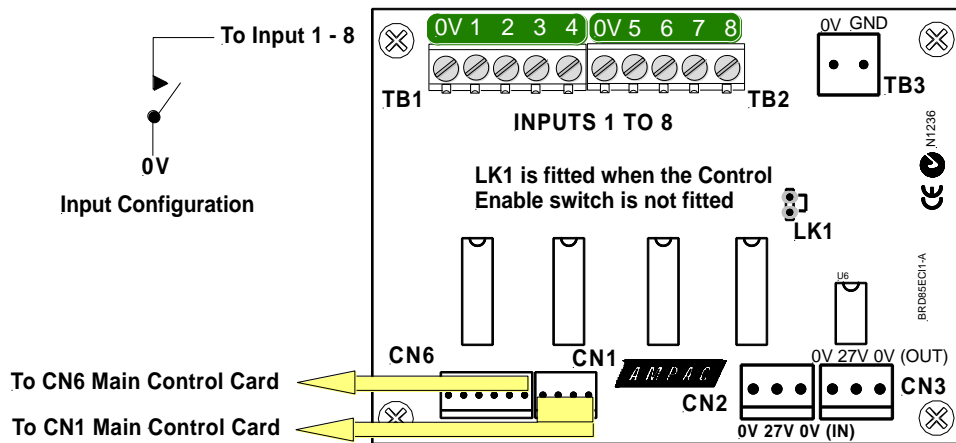 To Input 1 - 8
0V
Input Configuration
0V 1 2 3 4 0V 5 6 7 8
0V GND
TB1
TB2
TB3
INPUTS 1 TO 8
N1236
CE
LK1 is fitted when the Control
Enable switch is not fitted
LK1
BRD85ECI1-A
U6
CN6
CN1
0V 27V 0V (OUT)
AMPAC
CN2
CN3
To CN6 Main Control Card
To CN1 Main Control Card
0V 27V 0V (IN)